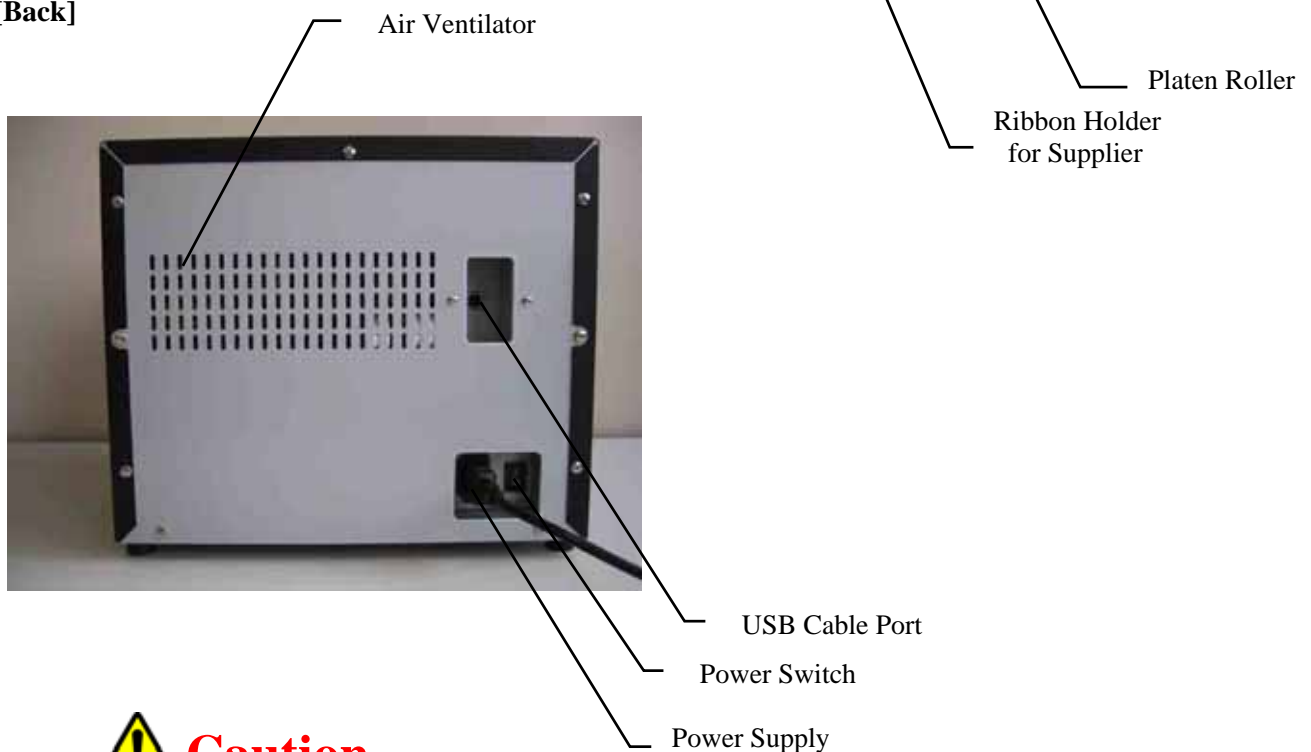 [Back]
Air Ventilator
Platen Roller
Ribbon Holder
for Supplier
USB Cable Port
Power Switch
Power Supply
Caution